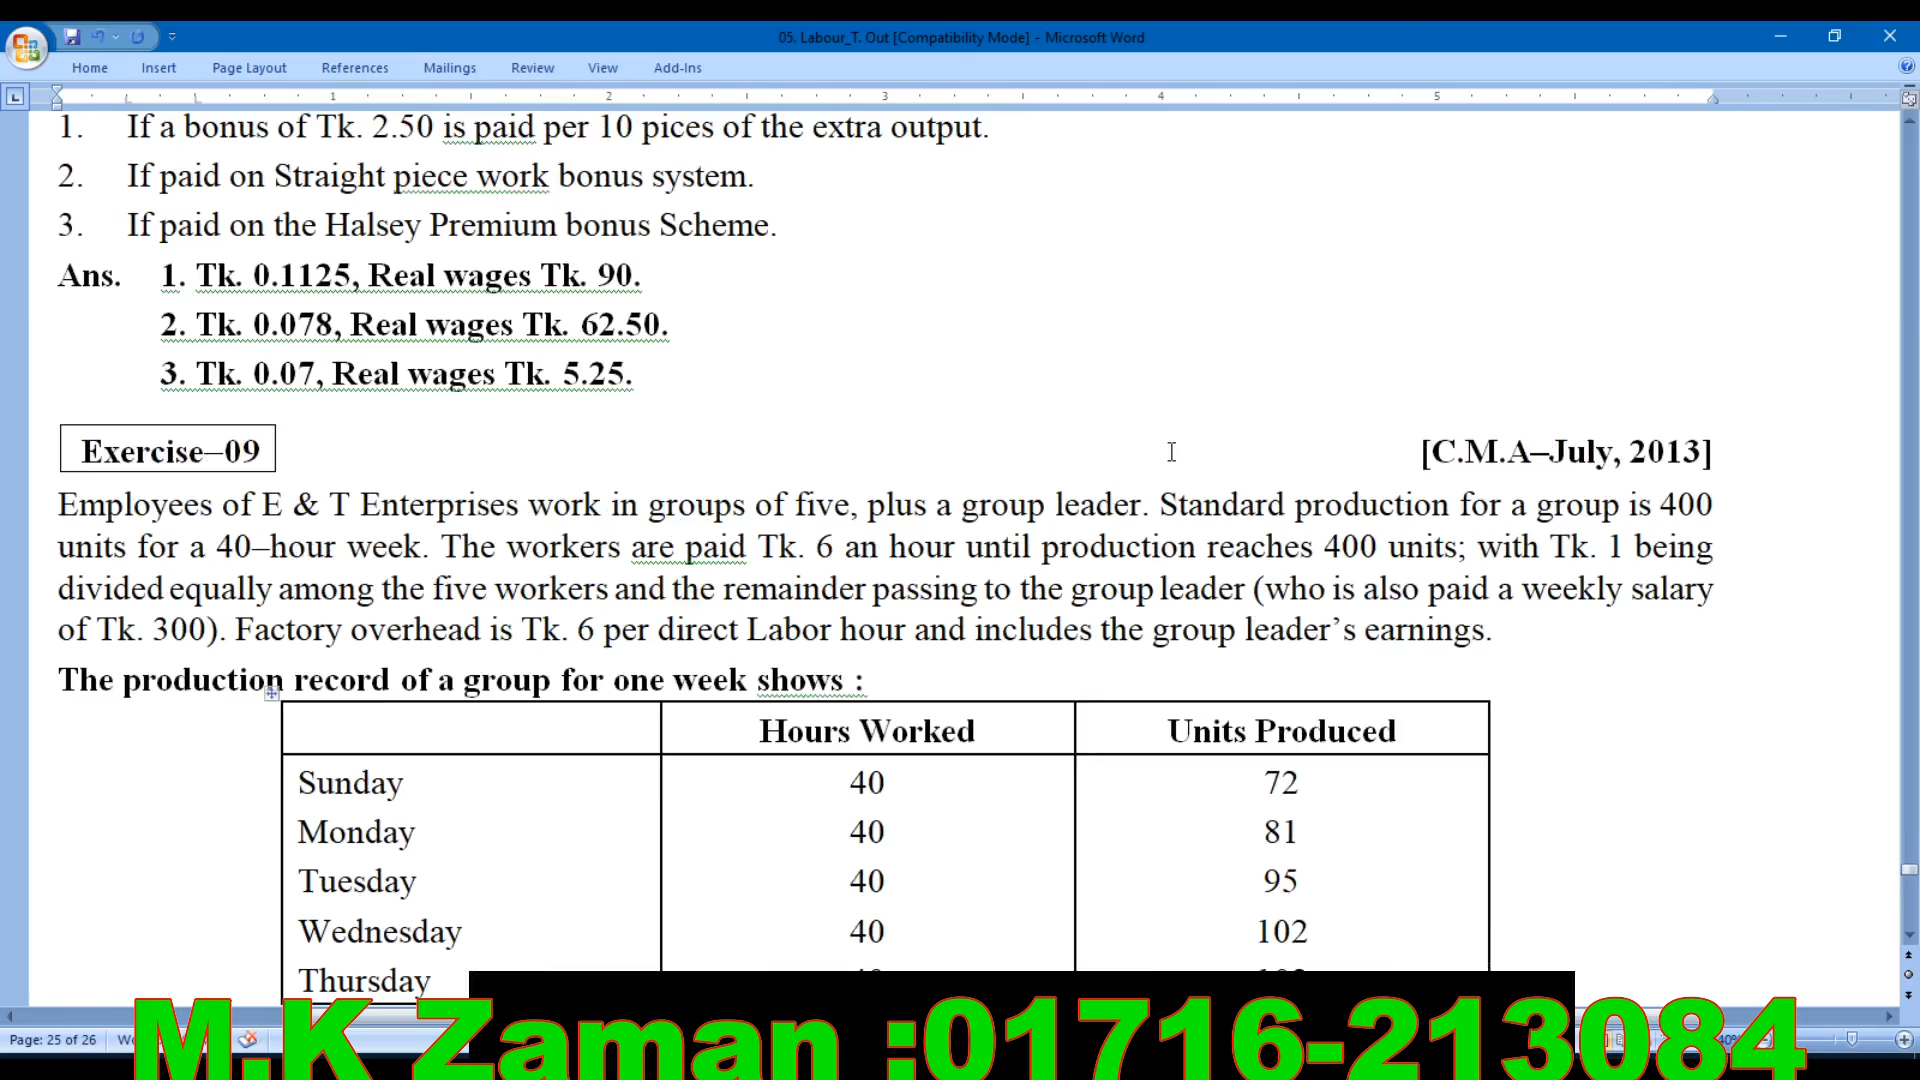 05. Labour_T. Out [Compatibility Mode] - Microsoft Word
Home Insert Page Layout References Mailings Review View Add-Ins
1 2 3 4 5
1. If a bonus of Tk. 2.50 is paid per 10 pices of the extra output.
2. If paid on Straight piece work bonus system.
3. If paid on the Halsey Premium bonus Scheme.
Ans. 1. Tk. 0.1125, Real wages Tk. 90.
2. Tk. 0.078, Real wages Tk. 62.50.
3. Tk. 0.07, Real wages Tk. 5.25.
Exercise–09 [C.M.A–July, 2013]
Employees of E & T Enterprises work in groups of five, plus a group leader. Standard production for a group is 400
units for a 40–hour week. The workers are paid Tk. 6 an hour until production reaches 400 units; with Tk. 1 being
divided equally among the five workers and the remainder passing to the group leader (who is also paid a weekly salary
of Tk. 300). Factory overhead is Tk. 6 per direct Labor hour and includes the group leader’s earnings.
The production record of a group for one week shows :
Hours Worked Units Produced
Sunday 40 72
Monday 40 81
Tuesday 40 95
Wednesday 40 102
Thursday
Page: 25 of 26
M.K Zaman :01716-213084